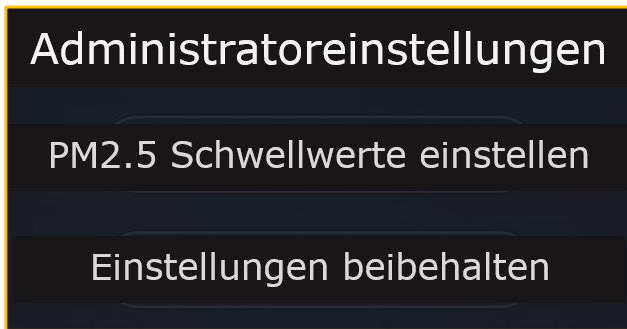 Administratoreinstellungen
PM2.5 Schwellwerte einstellen
Einstellungen beibehalten